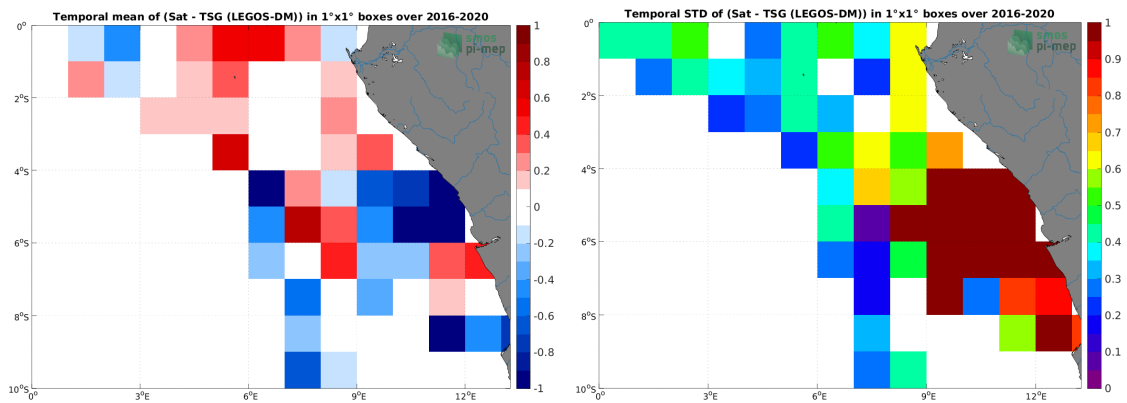 Temporal mean of (Sat - TSG (LEGOS-DM)) in 1°x1° boxes over 2016-2020
0°
2°S
4°S
6°S
8°S
10°S
0°
3°E
6°E
9°E
12°E
smos
pi-mep
1
0.8
0.6
0.4
0.2
0
-0.2
-0.4
-0.6
-0.8
-1
Temporal STD of (Sat - TSG (LEGOS-DM)) in 1°x1° boxes over 2016-2020
0°
2°S
4°S
6°S
8°S
10°S
0°
3°E
6°E
9°E
12°E
smos
pi-mep
1
0.9
0.8
0.7
0.6
0.5
0.4
0.3
0.2
0.1
0